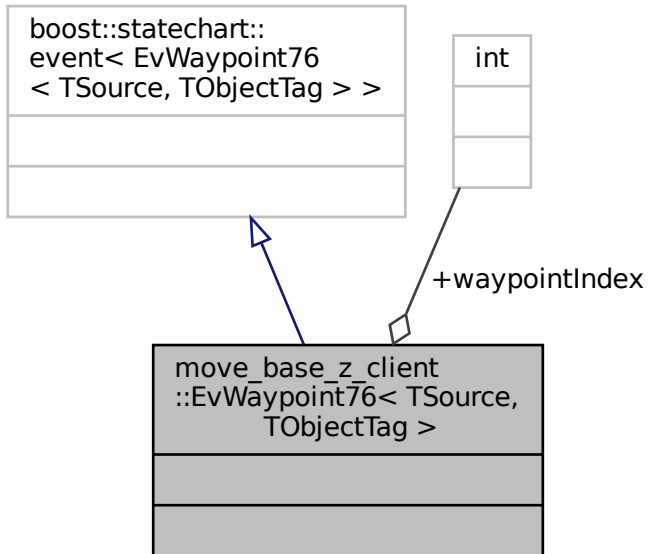 boost::statechart::
event< EvWaypoint76
< TSource, TObjectTag > >
int
+waypointIndex
move_base_z_client
::EvWaypoint76< TSource,
TObjectTag >